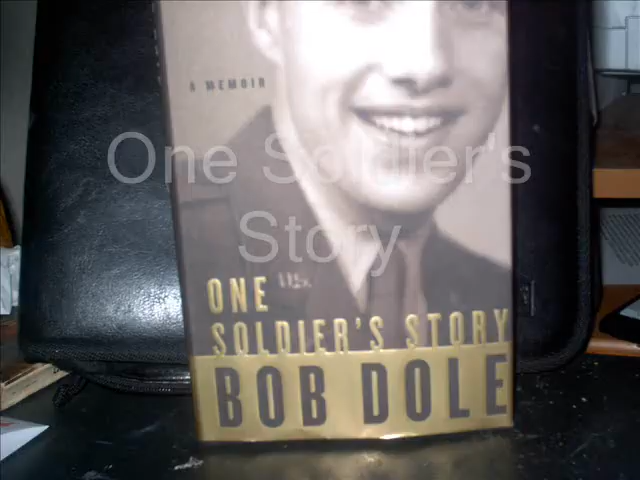 A MEMOIR
One Soldier's
Story
ONE
SOLDIER'S STORY
BOB DOLE